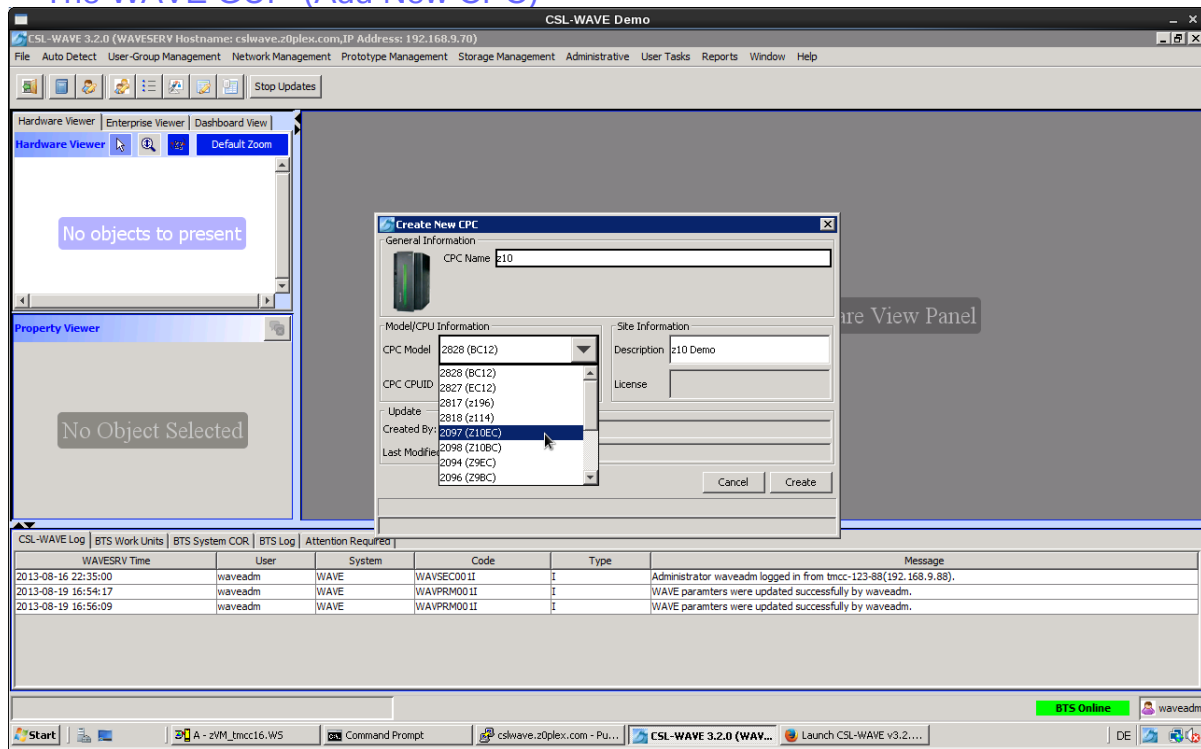 The WAVE GUI  (Add New CPC)
CSL-WAVE Demo
CSL-WAVE 3.2.0 (WAVESERV Hostname: cslwave.z0plex.com,IP Address: 192.168.9.70)
File Auto Detect User-Group Management Network Management Prototype Management Storage Management Administrative User Tasks Reports Window Help
Stop Updates
Hardware Viewer Enterprise Viewer Dashboard View
Hardware Viewer Default Zoom
No objects to present
Property Viewer
No Object Selected
are View Panel
Create New CPC
General Information
CPC Name z10
Model/CPU Information
CPC Model 2828 (BC12)
2828 (BC12)
CPC CPUID 2827 (EC12)
2817 (z196)
2818 (z114)
2097 (Z10EC)
2098 (Z10BC)
2094 (Z9EC)
2096 (Z9BC)
Site Information
Description z10 Demo
License
Update
Created By:
Last Modifie
Cancel Create
CSL-WAVE Log BTS Work Units BTS System COR BTS Log Attention Required
WAVESRV Time User System Code Type Message
2013-08-16 22:35:00 waveadm WAVE WAVSEC001I I Administrator waveadm logged in from tmcc-123-88(192.168.9.88).
2013-08-19 16:54:17 waveadm WAVE WAVPRM001I I WAVE paramters were updated successfully by waveadm.
2013-08-19 16:56:09 waveadm WAVE WAVPRM001I I WAVE paramters were updated successfully by waveadm.
BTS Online waveadm
Start A - zVM_tmcc16.WS Command Prompt cslwave.z0plex.com - Pu... CSL-WAVE 3.2.0 (WAV... Launch CSL-WAVE v3.2.... DE